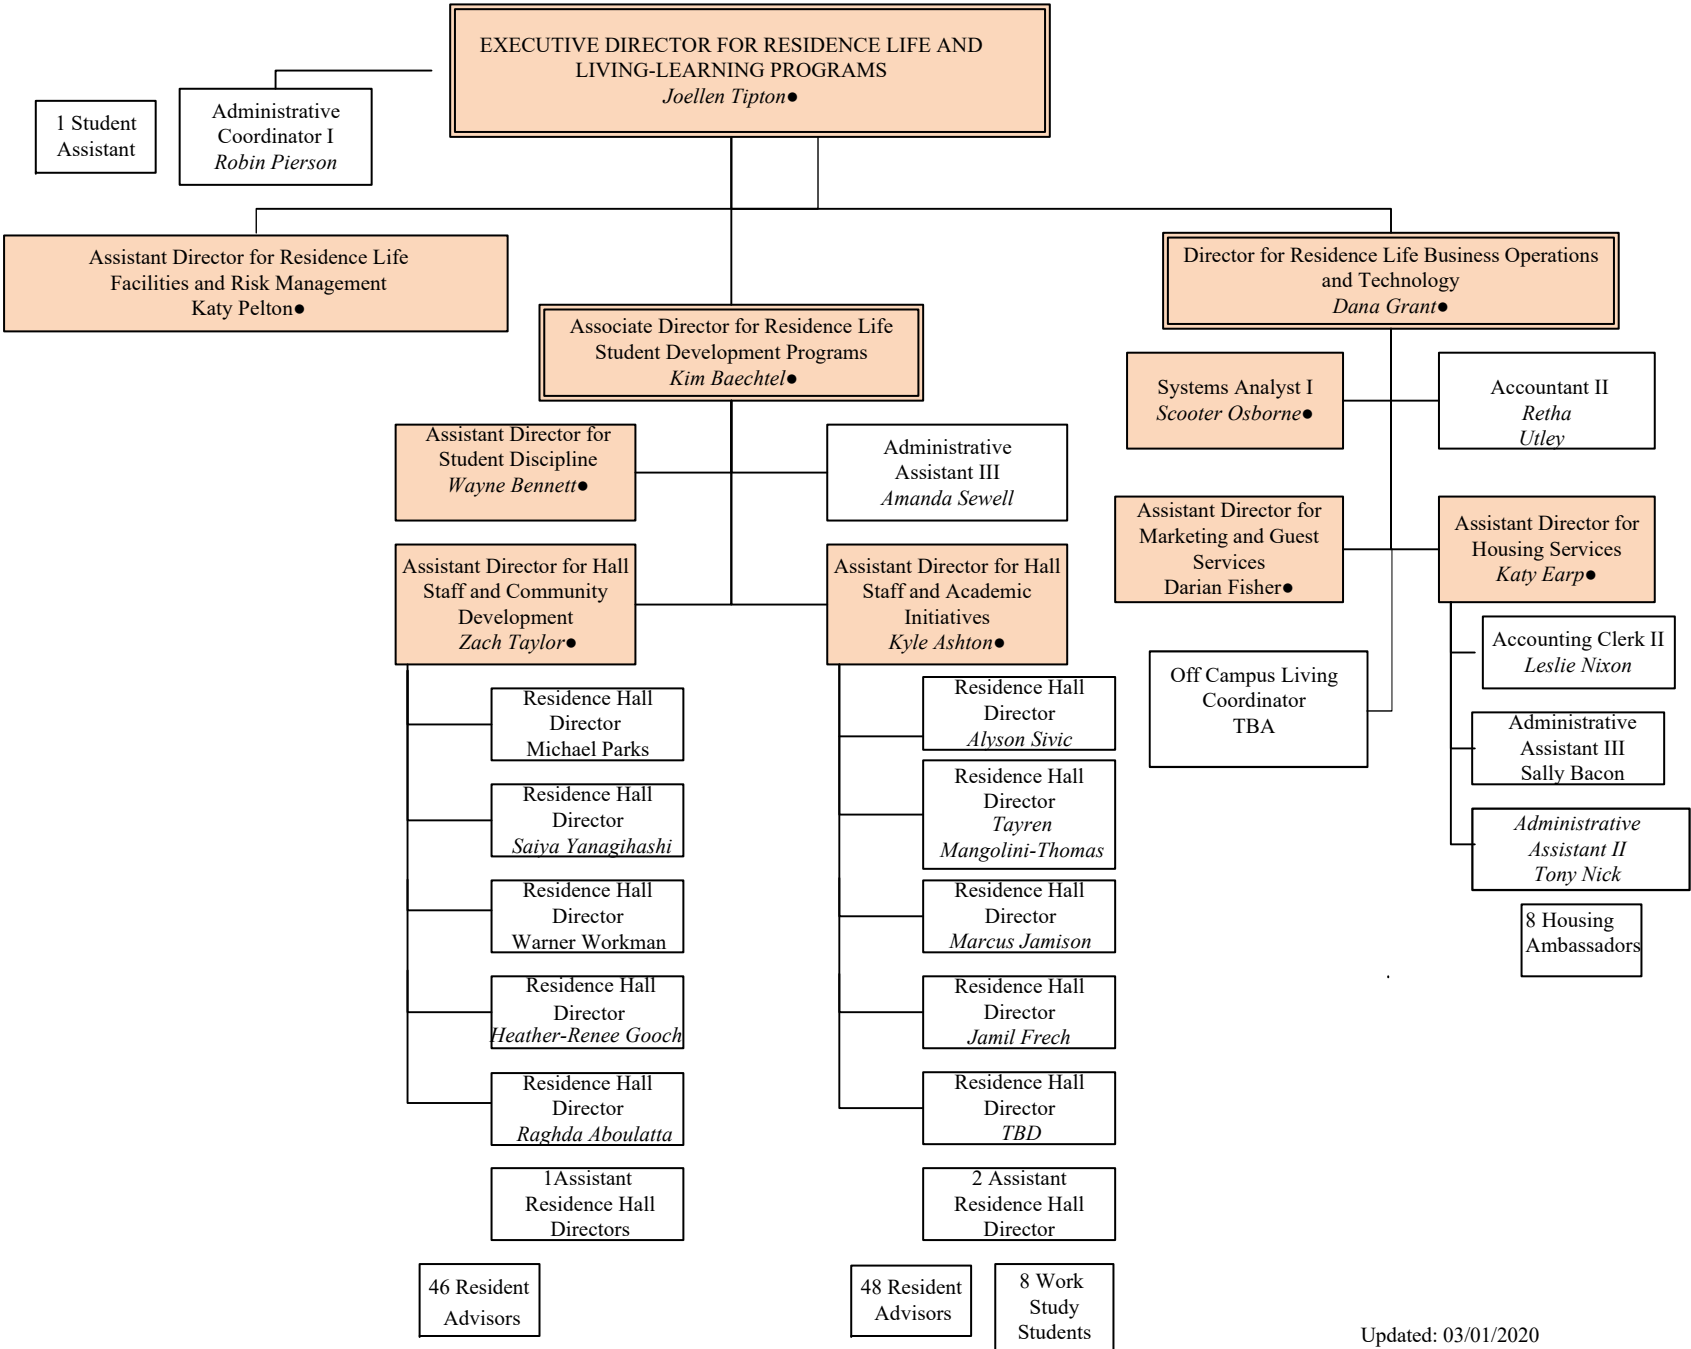 EXECUTIVE DIRECTOR FOR RESIDENCE LIFE AND
LIVING-LEARNING PROGRAMS
Joellen Tipton●
1 Student
Assistant
Administrative
Coordinator I
Robin Pierson
Assistant Director for Residence Life
Facilities and Risk Management
Katy Pelton●
Associate Director for Residence Life
Student Development Programs
Kim Baechtel●
Director for Residence Life Business Operations
and Technology
Dana Grant●
Systems Analyst I
Scooter Osborne●
Accountant II
Retha
Utley
Assistant Director for
Student Discipline
Wayne Bennett●
Administrative
Assistant III
Amanda Sewell
Assistant Director for
Marketing and Guest
Services
Darian Fisher●
Assistant Director for
Housing Services
Katy Earp●
Assistant Director for Hall
Staff and Community
Development
Zach Taylor●
Assistant Director for Hall
Staff and Academic
Initiatives
Kyle Ashton●
Off Campus Living
Coordinator
TBA
Accounting Clerk II
Leslie Nixon
Administrative
Assistant III
Sally Bacon
Administrative
Assistant II
Tony Nick
8 Housing
Ambassadors
Residence Hall
Director
Michael Parks
Residence Hall
Director
Saiya Yanagihashi
Residence Hall
Director
Warner Workman
Residence Hall
Director
Heather-Renee Gooch
Residence Hall
Director
Raghda Aboulatta
1Assistant
Residence Hall
Directors
46 Resident
Advisors
Residence Hall
Director
Alyson Sivic
Residence Hall
Director
Tayren
Mangolini-Thomas
Residence Hall
Director
Marcus Jamison
Residence Hall
Director
Jamil Frech
Residence Hall
Director
TBD
2 Assistant
Residence Hall
Director
48 Resident
Advisors
8 Work
Study
Students
Updated: 03/01/2020